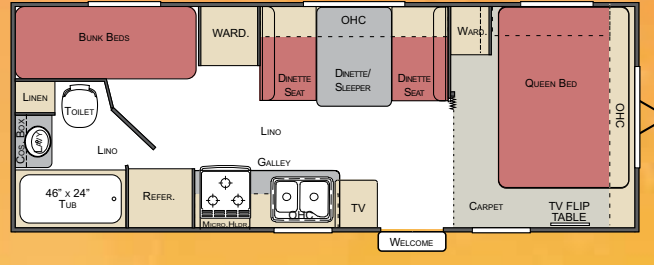 BUNK BEDS
WARD.
OHC
DINETTE
SEAT
DINETTE/
SLEEPER
DINETTE
SEAT
WARD.
QUEEN BED
OHC
LINEN
TOILET
COS. BOX
LAVY
LINO
LINO
GALLEY
46" x 24"
TUB
REFER.
MICRO.HLDR.
OHC
TV
CARPET
TV FLIP
TABLE
WELCOME